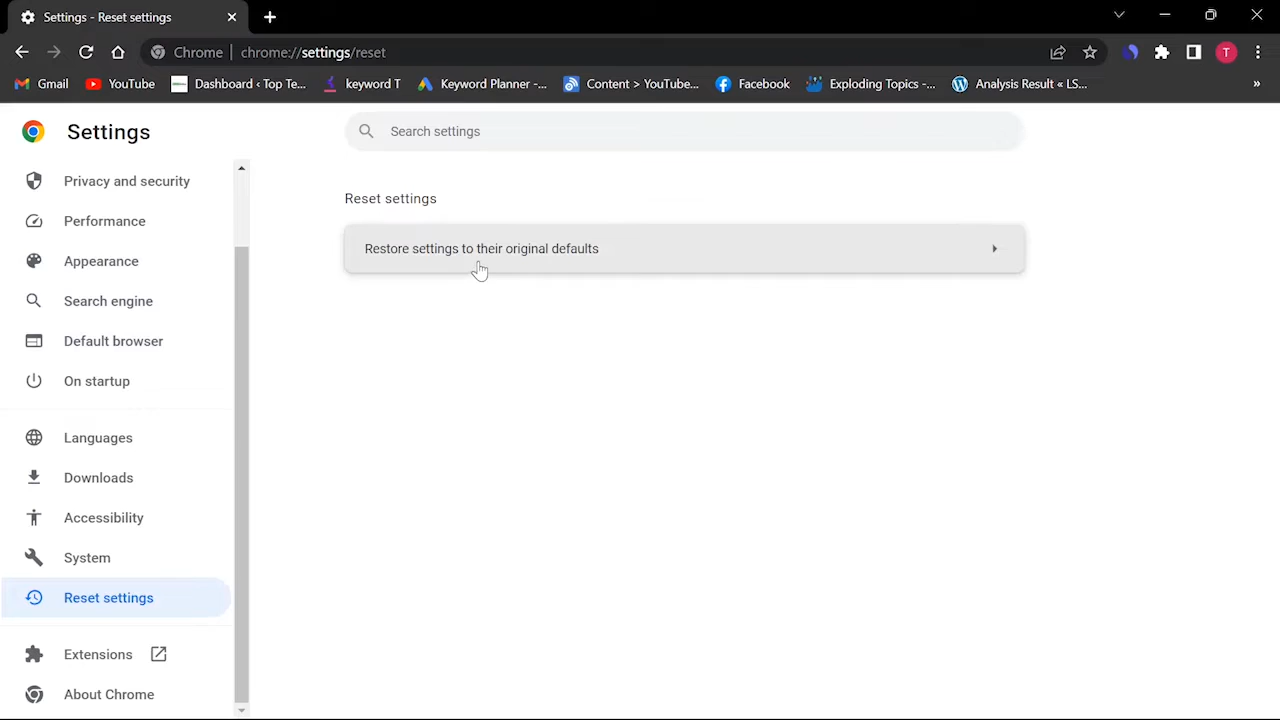 Settings - Reset settings
Chrome | chrome://settings/reset
T
Gmail
YouTube
Dashboard ‹ Top Te...
keyword T
Keyword Planner -...
Content > YouTube...
Facebook
Exploding Topics -...
Analysis Result « LS...
»
Settings
Search settings
Privacy and security
Performance
Appearance
Search engine
Default browser
On startup
Languages
Downloads
Accessibility
System
Reset settings
Extensions
About Chrome
Reset settings
Restore settings to their original defaults